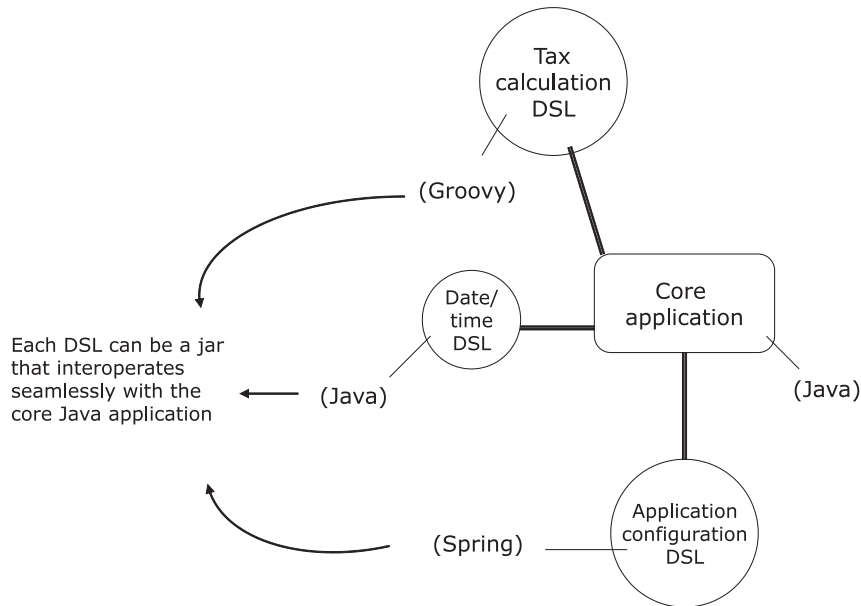 Tax
calculation
DSL
(Groovy)
Date/
time
DSL
Core
application
Each DSL can be a jar
that interoperates
seamlessly with the
core Java application
(Java)
(Java)
Application
configuration
DSL
(Spring)